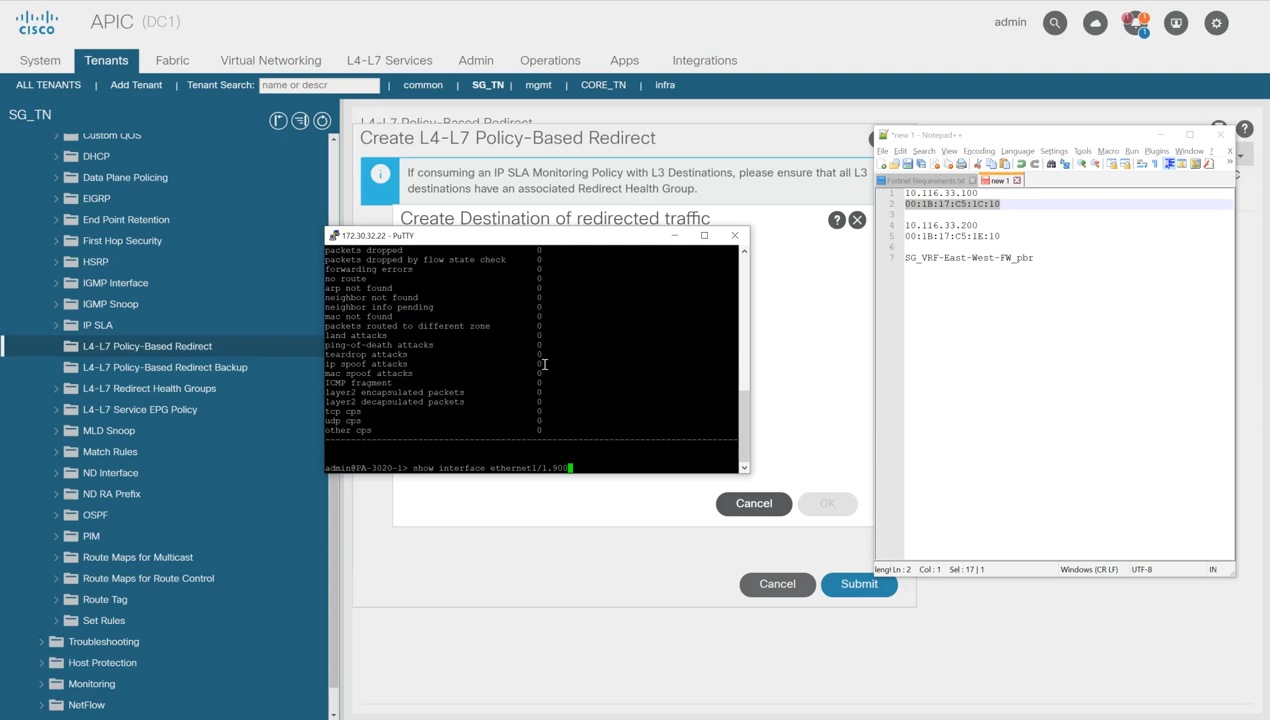 CISCO
APIC (DC1)
admin
System Tenants Fabric Virtual Networking L4-L7 Services Admin Operations Apps Integrations
ALL TENANTS | Add Tenant | Tenant Search: name or descr | common | SG_TN | mgmt | CORE_TN | infra
SG_TN
Custom QOS
DHCP
Data Plane Policing
EIGRP
End Point Retention
First Hop Security
HSRP
IGMP Interface
IGMP Snoop
IP SLA
L4-L7 Policy-Based Redirect
L4-L7 Policy-Based Redirect Backup
L4-L7 Redirect Health Groups
L4-L7 Service EPG Policy
MLD Snoop
Match Rules
ND Interface
ND RA Prefix
OSPF
PIM
Route Maps for Multicast
Route Maps for Route Control
Route Tag
Set Rules
Troubleshooting
Host Protection
Monitoring
NetFlow
L4-L7 Policy-Based Redirect
Create L4-L7 Policy-Based Redirect
If consuming an IP SLA Monitoring Policy with L3 Destinations, please ensure that all L3
destinations have an associated Redirect Health Group.
Create Destination of redirected traffic
172.30.32.22 - PuTTY
packets dropped 0
packets dropped by flow state check 0
forwarding errors 0
no route 0
arp not found 0
neighbor not found 0
neighbor info pending 0
mac not found 0
packets routed to different zone 0
land attacks 0
ping-of-death attacks 0
teardrop attacks 0
ip spoof attacks 0
mac spoof attacks 0
ICMP fragment 0
layer2 encapsulated packets 0
layer2 decapsulated packets 0
tcp cps 0
udp cps 0
other cps 0
--------------------------------------------------------------------------------
admin@PA-3020-1> show interface ethernet1/1.900
Cancel OK
Cancel Submit
*new 1 - Notepad++
File Edit Search View Encoding Language Settings Tools Macro Run Plugins Window ? X
Fortinet Requirements.txt new 1
1 10.116.33.100
2 00:1B:17:C5:1C:10
3
4 10.116.33.200
5 00:1B:17:C5:1E:10
6
7 SG_VRF-East-West-FW_pbr
lengt Ln : 2 Col : 1 Sel : 17 | 1 Windows (CR LF) UTF-8 IN